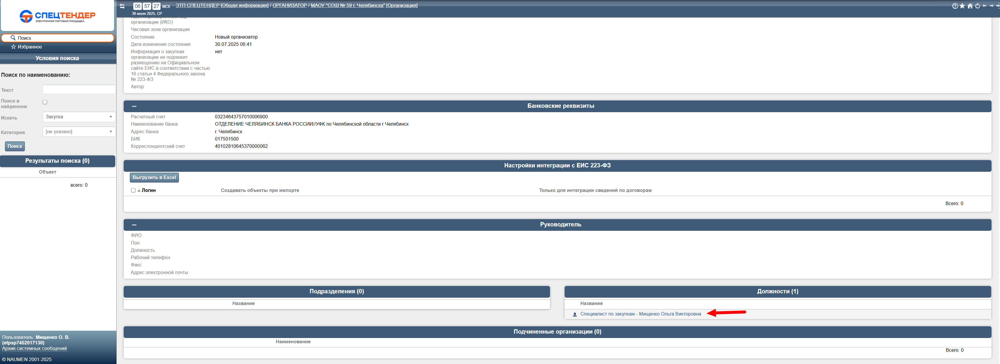 СПЕЦТЕНДЕР
ЭЛЕКТРОННАЯ ТОРГОВАЯ ПЛОЩАДКА
Поиск
Избранное
Условия поиска
Поиск по наименованию:
Текст
Поиск в
найденном
Искать Закупка
Категория [не указано]
Поиск
Результаты поиска (0)
Объект
всего: 0
Пользователь: Мищенко О. В.
(etpsp7452017130)
Архив системных сообщений
© NAUMEN 2001-2025
06 57 27 МСК
30 июля 2025, СР
ЭТП СПЕЦТЕНДЕР [Общая информация] / ОРГАНИЗАТОР / МАОУ "СОШ № 59 г. Челябинска" [Организация]
Идентификационный код
организации (ИКО)
Часовая зона организации
Состояние Новый организатор
Дата изменения состояния 30.07.2025 06:41
Информация о закупках нет
организации не подлежит
размещению на Официальном
сайте ЕИС в соответствии с частью
16 статьи 4 Федерального закона
№ 223-ФЗ
Автор
Банковские реквизиты
Расчетный счет 03234643757010006900
Наименование банка ОТДЕЛЕНИЕ ЧЕЛЯБИНСК БАНКА РОССИИ//УФК по Челябинской области г Челябинск
Адрес банка г. Челябинск
БИК 017501500
Корреспондентский счет 40102810645370000062
Настройки интеграции с ЕИС 223-ФЗ
Выгрузить в Excel
Логин Создавать объекты при импорте Только для интеграции сведений по договорам
Всего: 0
Руководитель
ФИО
Пол
Должность
Рабочий телефон
Факс
Адрес электронной почты
Подразделения (0)
Название
Должности (1)
Название
Специалист по закупкам - Мищенко Ольга Викторовна
Подчиненные организации (0)
Наименование
Всего: 0